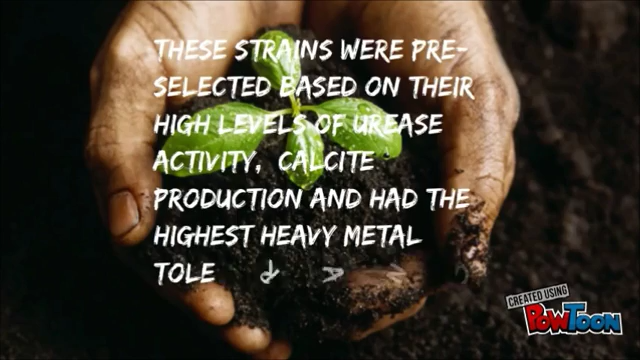 THESE STRAINS WERE PRE-
SELECTED BASED ON THEIR
HIGH LEVELS OF UREASE
ACTIVITY, CALCITE
PRODUCTION AND HAD THE
HIGHEST HEAVY METAL
TOLE
CREATED USING
POWTOON